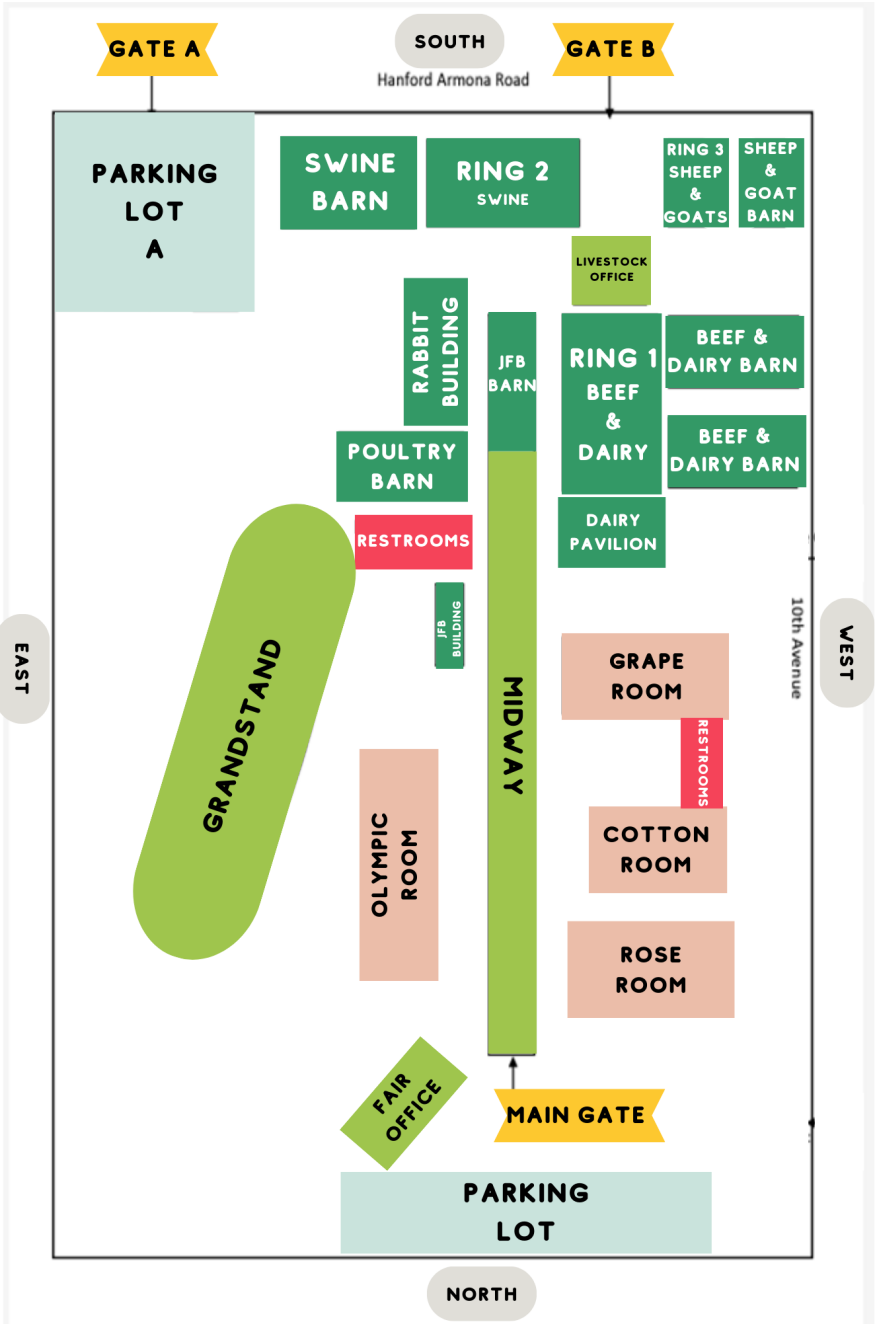 GATE A
SOUTH
GATE B
Hanford Armona Road
PARKING
LOT
A
SWINE
BARN
RING 2
SWINE
RING 3
SHEEP
&
GOATS
SHEEP
&
GOAT
BARN
LIVESTOCK
OFFICE
RABBIT
BUILDING
JFB
BARN
RING 1
BEEF
&
DAIRY
BEEF &
DAIRY BARN
BEEF &
DAIRY BARN
POULTRY
BARN
RESTROOMS
DAIRY
PAVILION
JFB
BUILDING
EAST
GRANDSTAND
MIDWAY
GRAPE
ROOM
10th Avenue
WEST
RESTROOMS
OLYMPIC
ROOM
COTTON
ROOM
ROSE
ROOM
FAIR
OFFICE
MAIN GATE
PARKING
LOT
NORTH